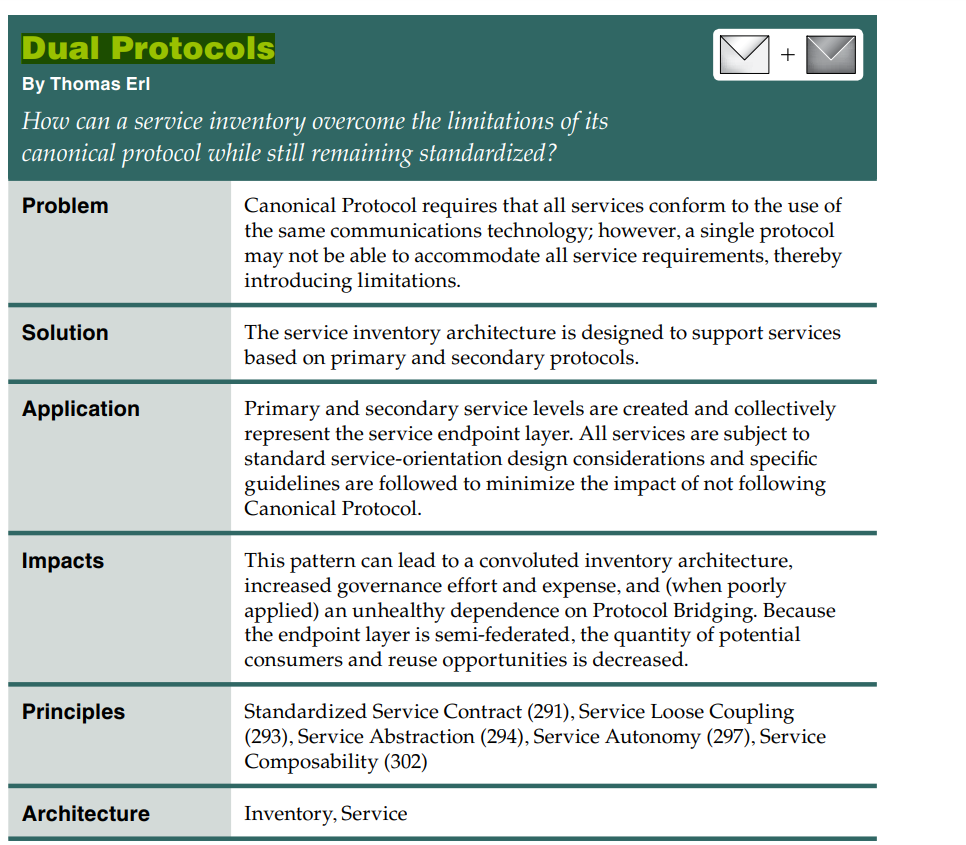 Dual Protocols
+
By Thomas Erl
How can a service inventory overcome the limitations of its
canonical protocol while still remaining standardized?
Problem
Canonical Protocol requires that all services conform to the use of
the same communications technology; however, a single protocol
may not be able to accommodate all service requirements, thereby
introducing limitations.
Solution
The service inventory architecture is designed to support services
based on primary and secondary protocols.
Application
Primary and secondary service levels are created and collectively
represent the service endpoint layer. All services are subject to
standard service-orientation design considerations and specific
guidelines are followed to minimize the impact of not following
Canonical Protocol.
Impacts
This pattern can lead to a convoluted inventory architecture,
increased governance effort and expense, and (when poorly
applied) an unhealthy dependence on Protocol Bridging. Because
the endpoint layer is semi-federated, the quantity of potential
consumers and reuse opportunities is decreased.
Principles
Standardized Service Contract (291), Service Loose Coupling
(293), Service Abstraction (294), Service Autonomy (297), Service
Composability (302)
Architecture
Inventory, Service